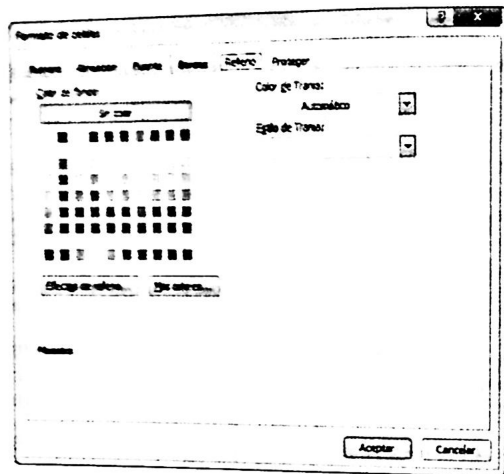 Formato de celdas
Número Alineación Fuente Bordes Relleno Proteger
Color de fondo:
Sin color
Color de Trama:
Automático
Estilo de Trama:
Efectos de relleno... Más colores...
Muestra
Aceptar Cancelar